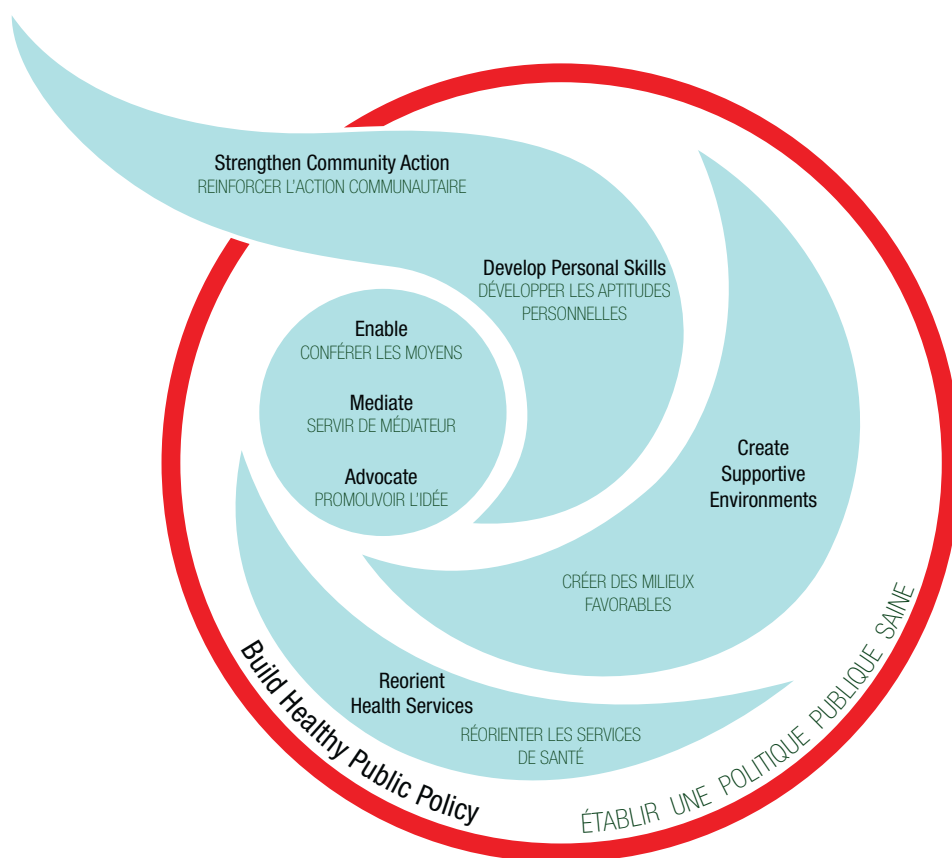 Strengthen Community Action
REINFORCER L'ACTION COMMUNAUTAIRE
Develop Personal Skills
DÉVELOPPER LES APTITUDES
PERSONNELLES
Enable
CONFÉRER LES MOYENS
Mediate
SERVIR DE MÉDIATEUR
Advocate
PROMOUVOIR L'IDÉE
Create
Supportive
Environments
CRÉER DES MILIEUX
FAVORABLES
Reorient
Health Services
RÉORIENTER LES SERVICES
DE SANTÉ
Build Healthy Public Policy
ÉTABLIR UNE POLITIQUE PUBLIQUE SAINE